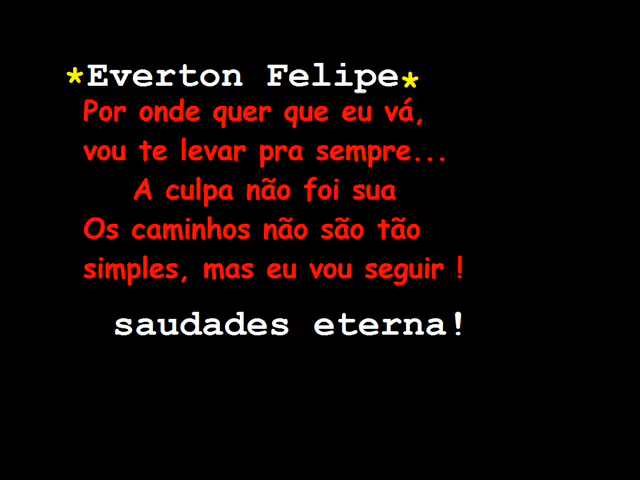 *Everton Felipe*
Por onde quer que eu vá,
vou te levar pra sempre...
A culpa não foi sua
Os caminhos não são tão
simples, mas eu vou seguir !
saudades eterna!